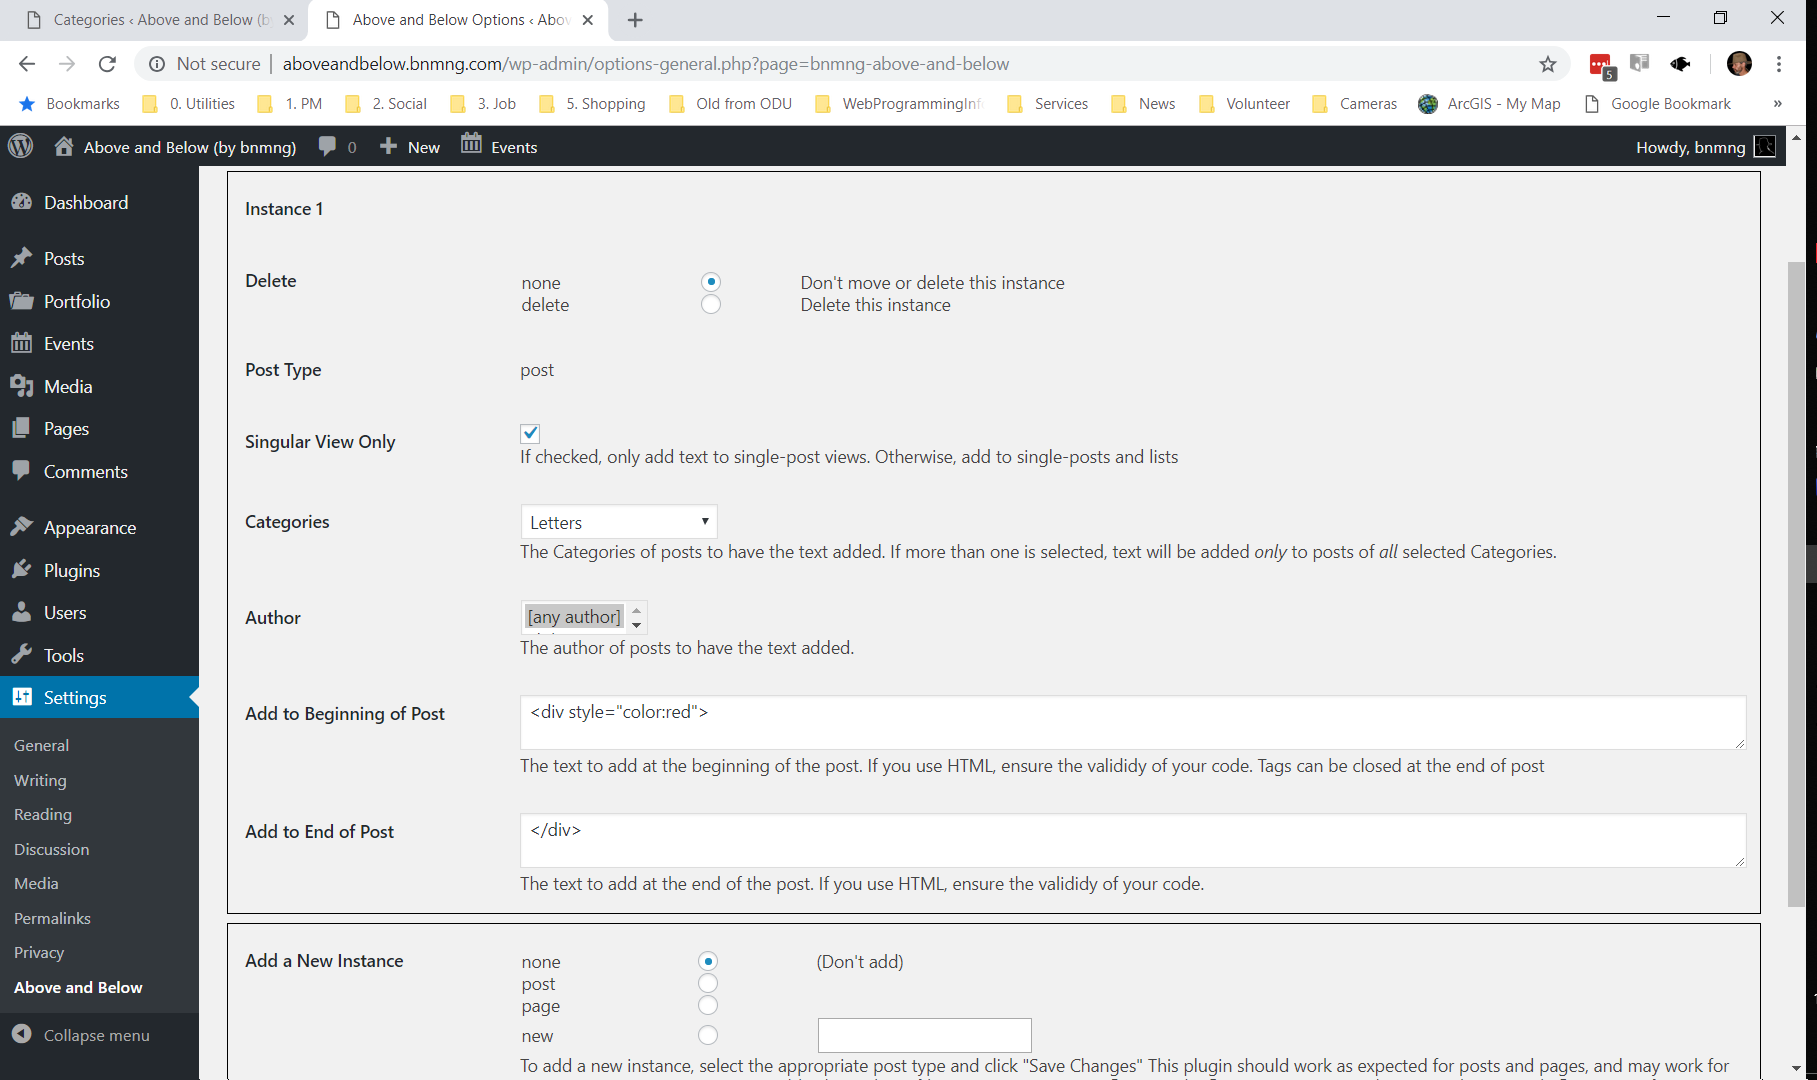 Categories ‹ Above and Below (b
Above and Below Options ‹ Abov
Not secure | aboveandbelow.bnmng.com/wp-admin/options-general.php?page=bnmng-above-and-below
5
Bookmarks 0. Utilities 1. PM 2. Social 3. Job 5. Shopping Old from ODU WebProgrammingInf Services News Volunteer Cameras ArcGIS - My Map Google Bookmark »
Above and Below (by bnmng) 0 New Events Howdy, bnmng
Dashboard
Posts
Portfolio
Events
Media
Pages
Comments
Appearance
Plugins
Users
Tools
Settings
General
Writing
Reading
Discussion
Media
Permalinks
Privacy
Above and Below
Collapse menu
Instance 1
Delete
none Don't move or delete this instance
delete Delete this instance
Post Type post
Singular View Only
If checked, only add text to single-post views. Otherwise, add to single-posts and lists
Categories Letters
The Categories of posts to have the text added. If more than one is selected, text will be added only to posts of all selected Categories.
Author [any author]
The author of posts to have the text added.
Add to Beginning of Post <div style="color:red">
The text to add at the beginning of the post. If you use HTML, ensure the valididy of your code. Tags can be closed at the end of post
Add to End of Post </div>
The text to add at the end of the post. If you use HTML, ensure the valididy of your code.
Add a New Instance none (Don't add)
post
page
new
To add a new instance, select the appropriate post type and click "Save Changes" This plugin should work as expected for posts and pages, and may work for